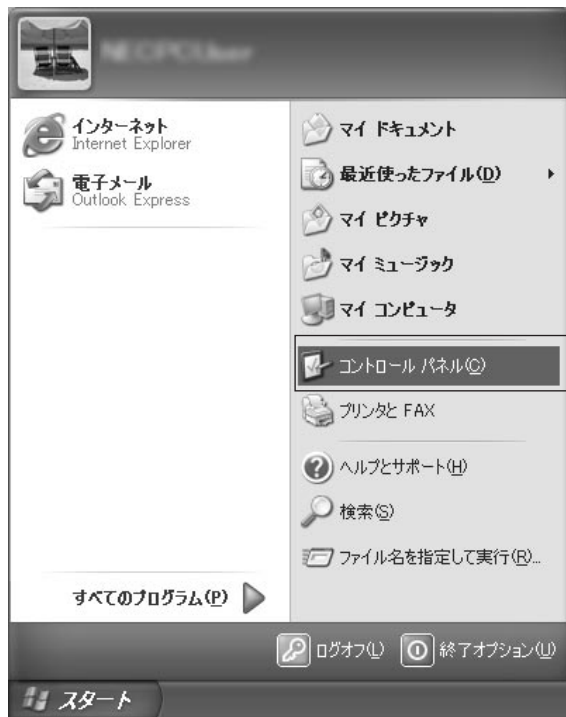 インターネット
Internet Explorer
電子メール
Outlook Express
すべてのプログラム(P)
マイ ドキュメント
最近使ったファイル(D)
マイ ピクチャ
マイ ミュージック
マイ コンピュータ
コントロール パネル(C)
プリンタと FAX
ヘルプとサポート(H)
検索(S)
ファイル名を指定して実行(R)...
ログオフ(L)
終了オプション(U)
スタート